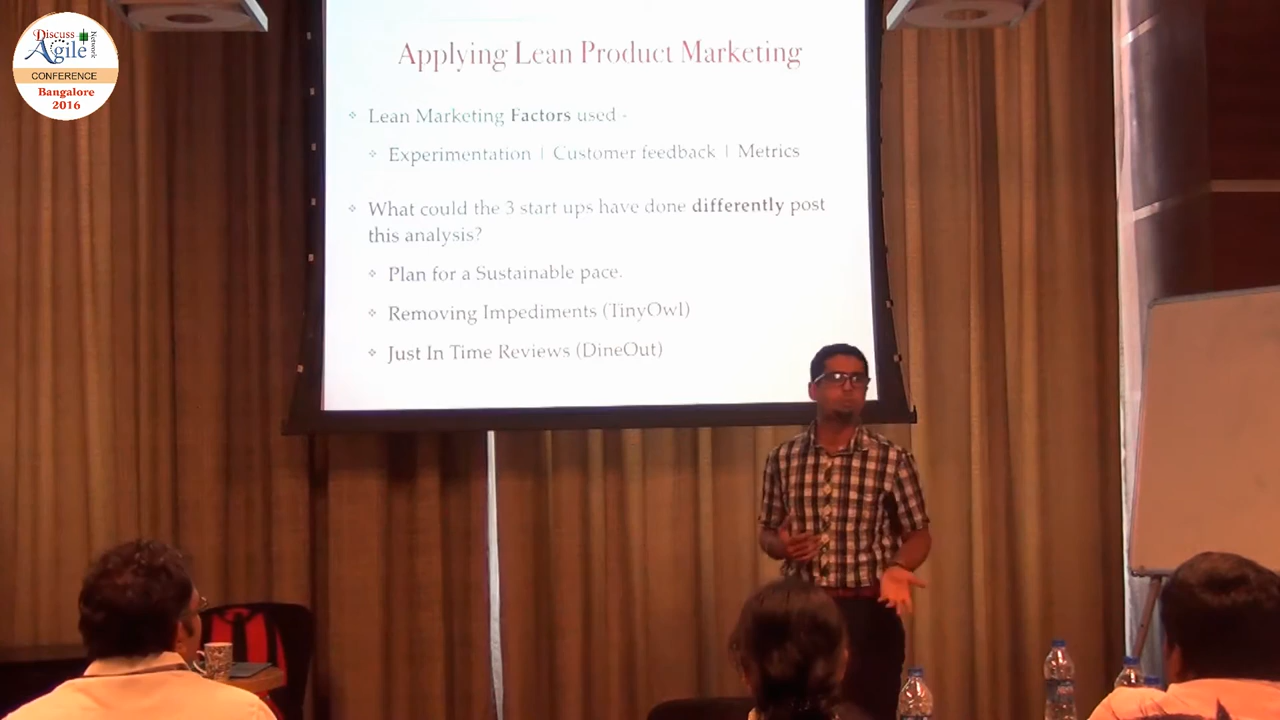 Discuss
Agile
Network
CONFERENCE
Bangalore
2016
Applying Lean Product Marketing
Lean Marketing Factors used -
Experimentation | Customer feedback | Metrics
What could the 3 start ups have done differently post
this analysis?
Plan for a Sustainable pace.
Removing Impediments (TinyOwl)
Just In Time Reviews (DineOut)